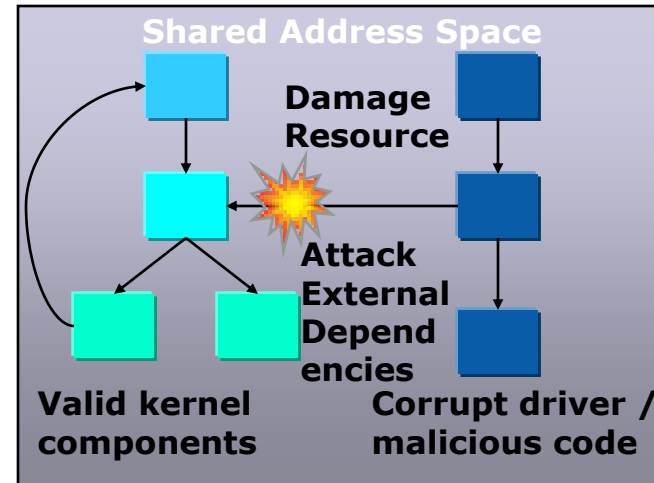 Shared Address Space
Damage
Resource
Attack
External
Depend
encies
Valid kernel
components
Corrupt driver /
malicious code